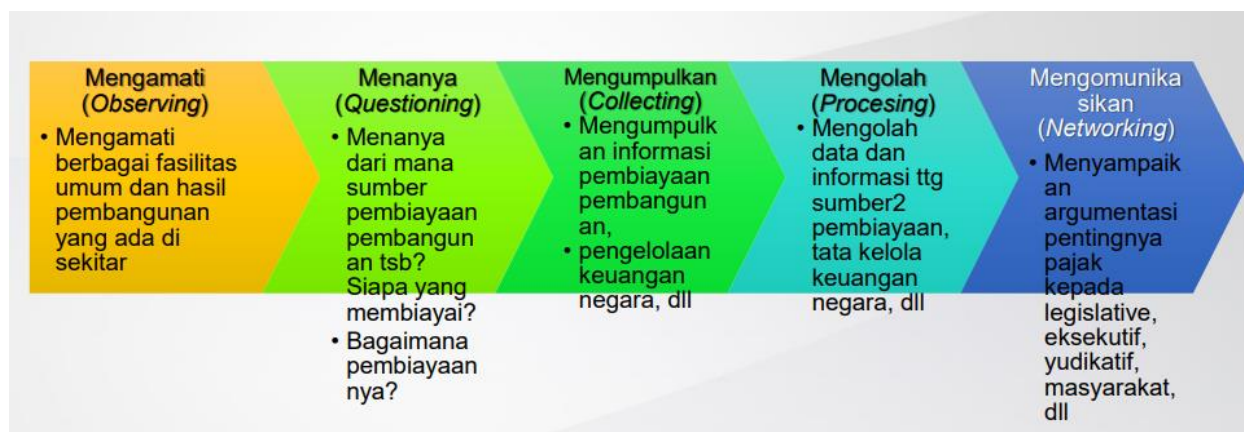 Mengamati
(Observing)
• Mengamati
berbagai fasilitas
umum dan hasil
pembangunan
yang ada di
sekitar
Menanya
(Questioning)
• Menanya
dari mana
sumber
pembiayaan
pembangun
an tsb?
Siapa yang
membiayai?
• Bagaimana
pembiayaan
nya?
Mengumpulkan
(Collecting)
• Mengumpulk
an informasi
pembiayaan
pembangun
an,
• pengelolaan
keuangan
negara, dll
Mengolah
(Procesing)
• Mengolah
data dan
informasi ttg
sumber2
pembiayaan,
tata kelola
keuangan
negara, dll
Mengomunika
sikan
(Networking)
• Menyampaik
an
argumentasi
pentingnya
pajak
kepada
legislative,
eksekutif,
yudikatif,
masyarakat,
dll